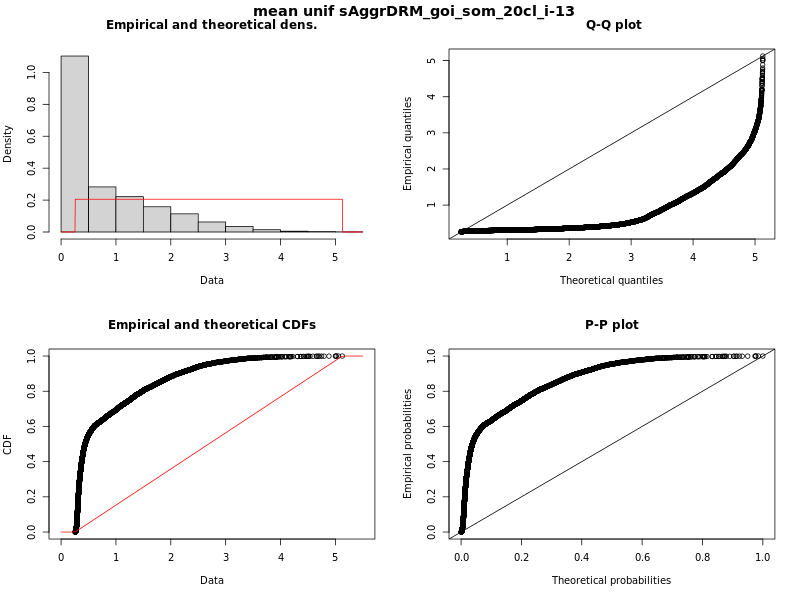 mean unif sAggrDRM_goi_som_20cl_i-13
Empirical and theoretical dens.
Density
0.0 0.2 0.4 0.6 0.8 1.0
0 1 2 3 4 5
Data
Q-Q plot
Empirical quantiles
1 2 3 4 5
1 2 3 4 5
Theoretical quantiles
Empirical and theoretical CDFs
CDF
0.0 0.2 0.4 0.6 0.8 1.0
0 1 2 3 4 5
Data
P-P plot
Empirical probabilities
0.0 0.2 0.4 0.6 0.8 1.0
0.0 0.2 0.4 0.6 0.8 1.0
Theoretical probabilities